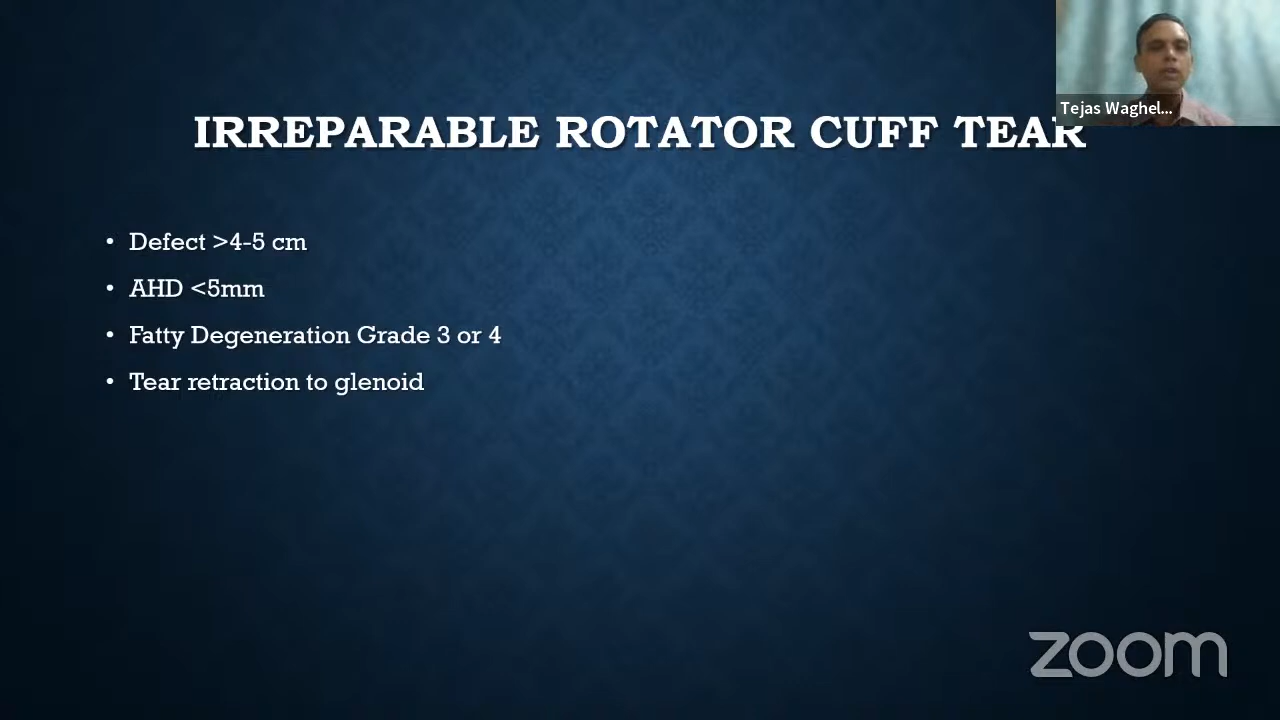 Tejas Waghel...
IRREPARABLE ROTATOR CUFF TEAR
• Defect >4-5 cm
• AHD <5mm
• Fatty Degeneration Grade 3 or 4
• Tear retraction to glenoid
zoom